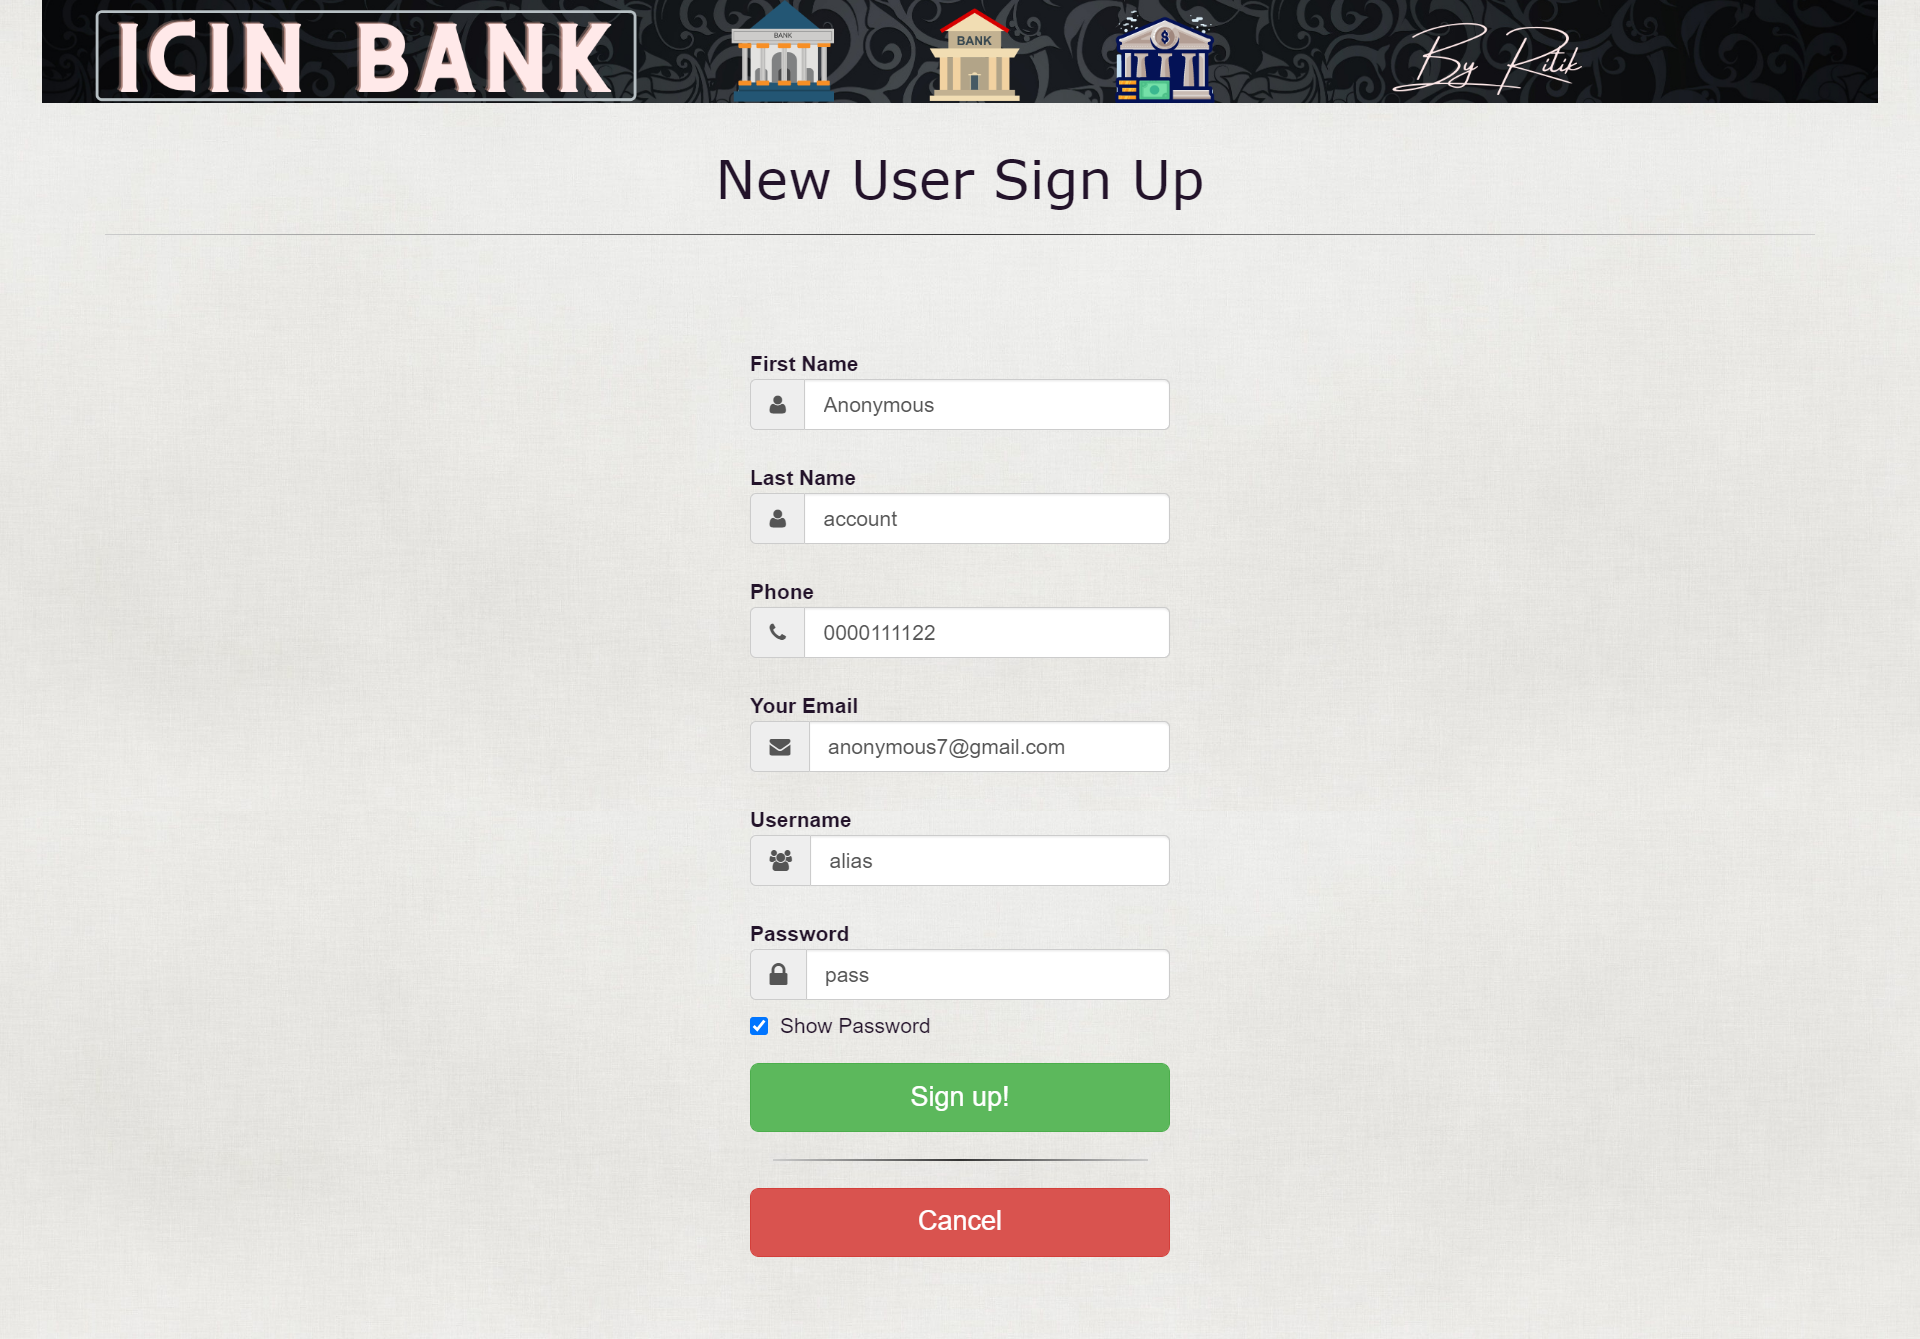 ICIN BANK
BANK
BANK
By Ritik
New User Sign Up
First Name
Anonymous
Last Name
account
Phone
0000111122
Your Email
anonymous7@gmail.com
Username
alias
Password
pass
Show Password
Sign up!
Cancel